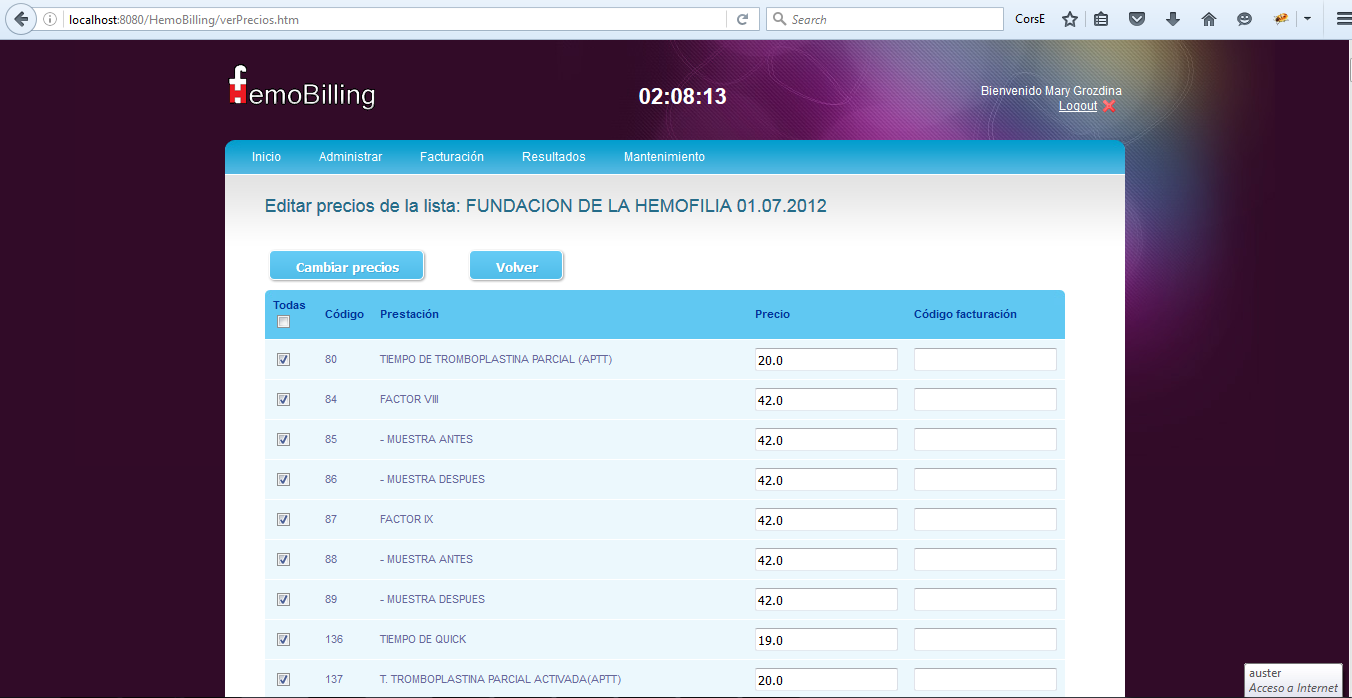 localhost:8080/HemoBilling/verPrecios.htm
Search
CorsE
HemoBilling
02:08:13
Bienvenido Mary Grozdina
Logout
Inicio Administrar Facturación Resultados Mantenimiento
Editar precios de la lista: FUNDACION DE LA HEMOFILIA 01.07.2012
Cambiar precios Volver
Todas Código Prestación Precio Código facturación
80 TIEMPO DE TROMBOPLASTINA PARCIAL (APTT) 20.0
84 FACTOR VIII 42.0
85 - MUESTRA ANTES 42.0
86 - MUESTRA DESPUES 42.0
87 FACTOR IX 42.0
88 - MUESTRA ANTES 42.0
89 - MUESTRA DESPUES 42.0
136 TIEMPO DE QUICK 19.0
137 T. TROMBOPLASTINA PARCIAL ACTIVADA(APTT) 20.0
auster
Acceso a Internet